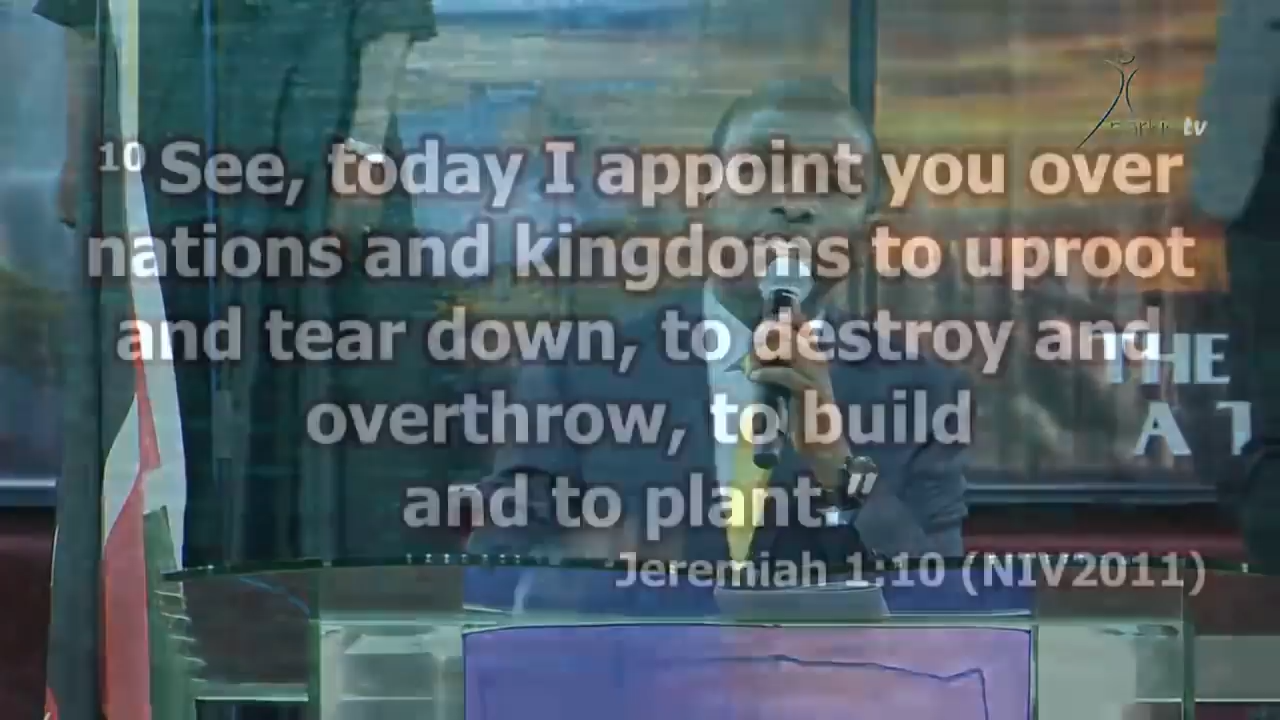 tv
10 See, today I appoint you over
nations and kingdoms to uproot
and tear down, to destroy and
overthrow, to build
and to plant.”
Jeremiah 1:10 (NIV2011)
THE
A